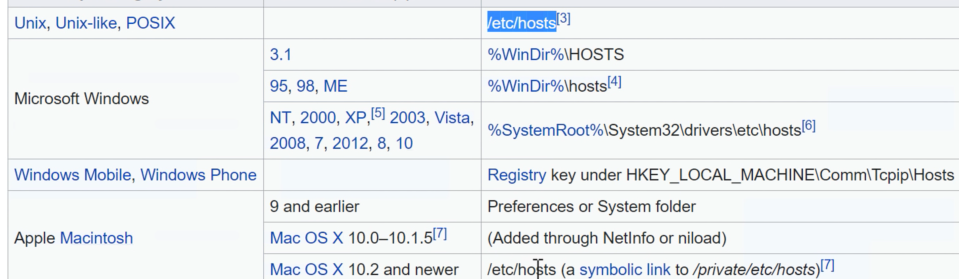 Unix, Unix-like, POSIX /etc/hosts[3]
Microsoft Windows
3.1 %WinDir%\HOSTS
95, 98, ME %WinDir%\hosts[4]
NT, 2000, XP,[5] 2003, Vista,
2008, 7, 2012, 8, 10
%SystemRoot%\System32\drivers\etc\hosts[6]
Windows Mobile, Windows Phone Registry key under HKEY_LOCAL_MACHINE\Comm\Tcpip\Hosts
Apple Macintosh
9 and earlier Preferences or System folder
Mac OS X 10.0–10.1.5[7] (Added through NetInfo or niload)
Mac OS X 10.2 and newer /etc/hosts (a symbolic link to /private/etc/hosts)[7]